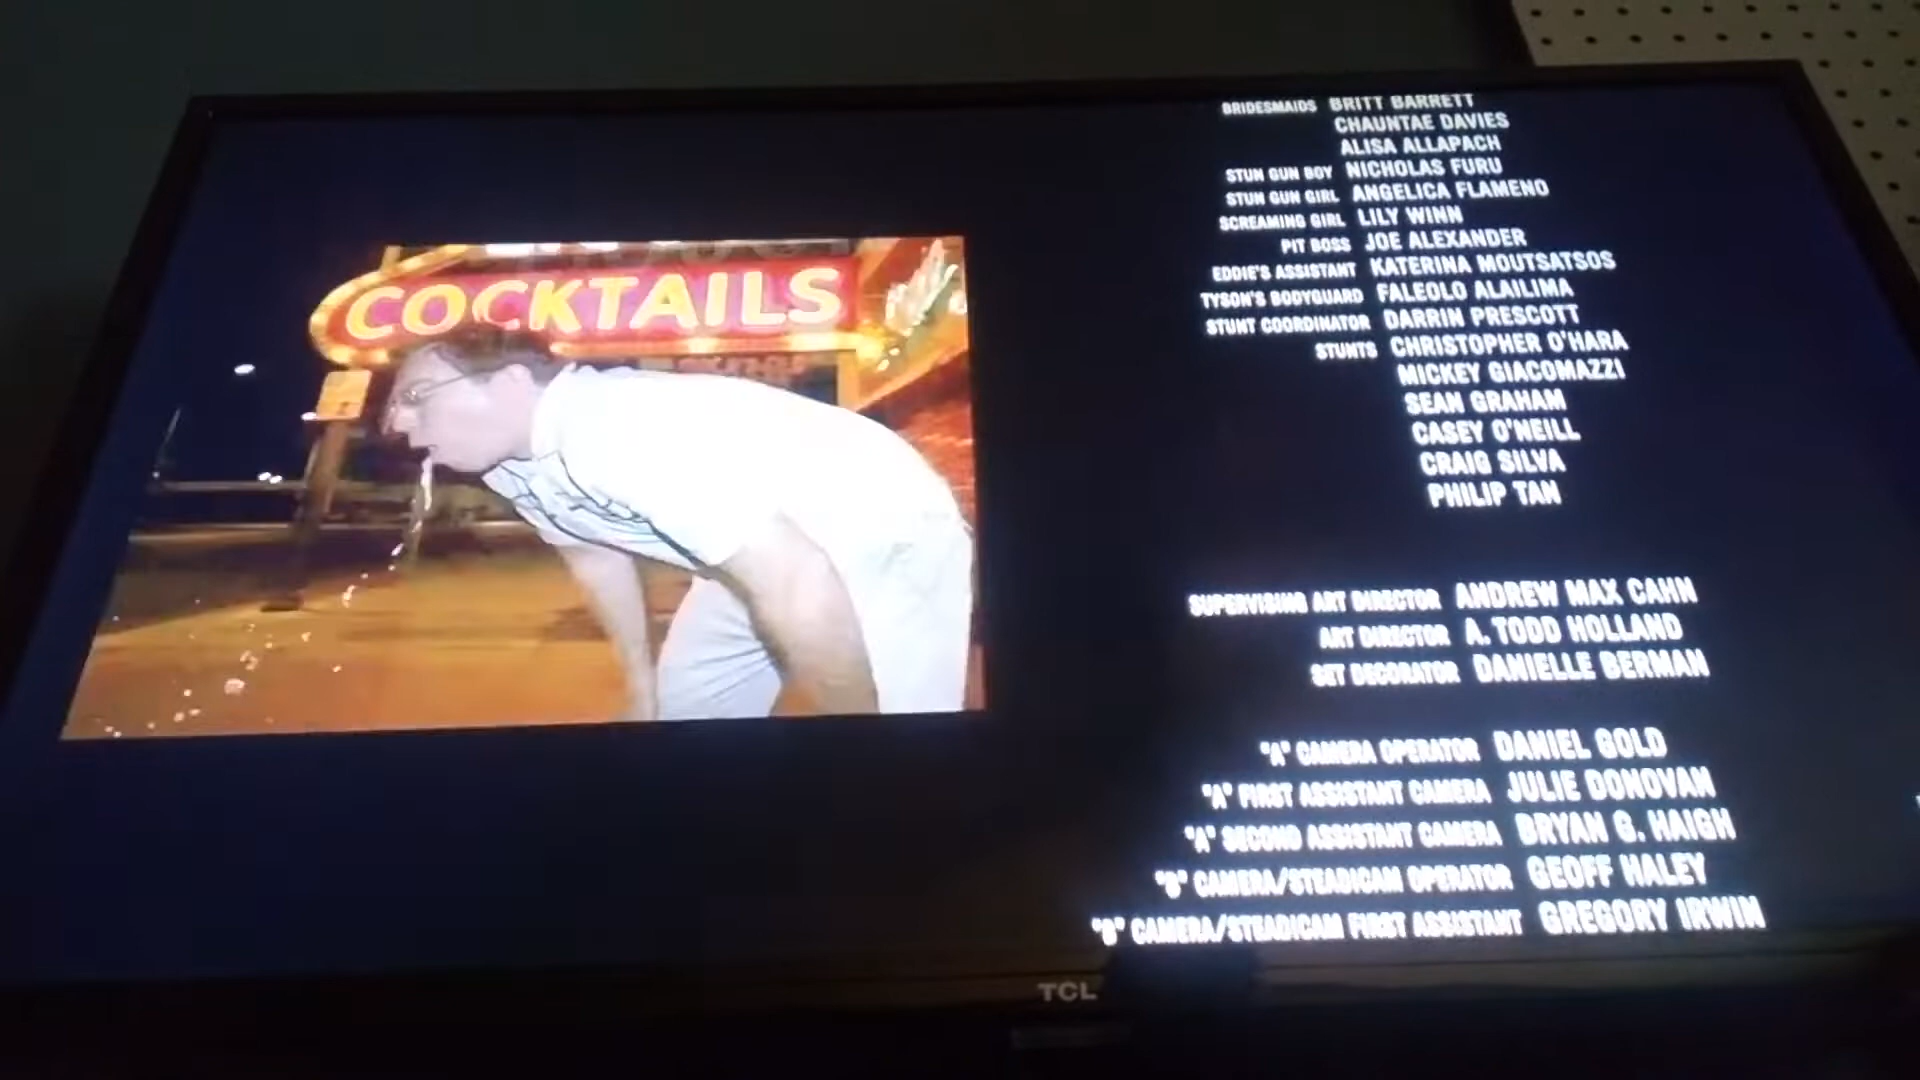 COCKTAILS
BRIDESMAIDS BRITT BARRETT
CHAUNTAE DAVIES
ALISA ALLAPACH
STUN GUN BOY NICHOLAS FURU
STUN GUN GIRL ANGELICA FLAMENO
SCREAMING GIRL LILY WINN
PIT BOSS JOE ALEXANDER
EDDIE'S ASSISTANT KATERINA MOUTSATSOS
TYSON'S BODYGUARD FALEOLO ALAILIMA
STUNT COORDINATOR DARRIN PRESCOTT
STUNTS CHRISTOPHER O'HARA
MICKEY GIACOMAZZI
SEAN GRAHAM
CASEY O'NEILL
CRAIG SILVA
PHILIP TAN
SUPERVISING ART DIRECTOR ANDREW MAX CAHN
ART DIRECTOR A. TODD HOLLAND
SET DECORATOR DANIELLE BERMAN
"A" CAMERA OPERATOR DANIEL GOLD
"A" FIRST ASSISTANT CAMERA JULIE DONOVAN
"A" SECOND ASSISTANT CAMERA BRYAN G. HAIGH
"B" CAMERA/STEADICAM OPERATOR GEOFF HALEY
"B" CAMERA/STEADICAM FIRST ASSISTANT GREGORY IRWIN
TCL